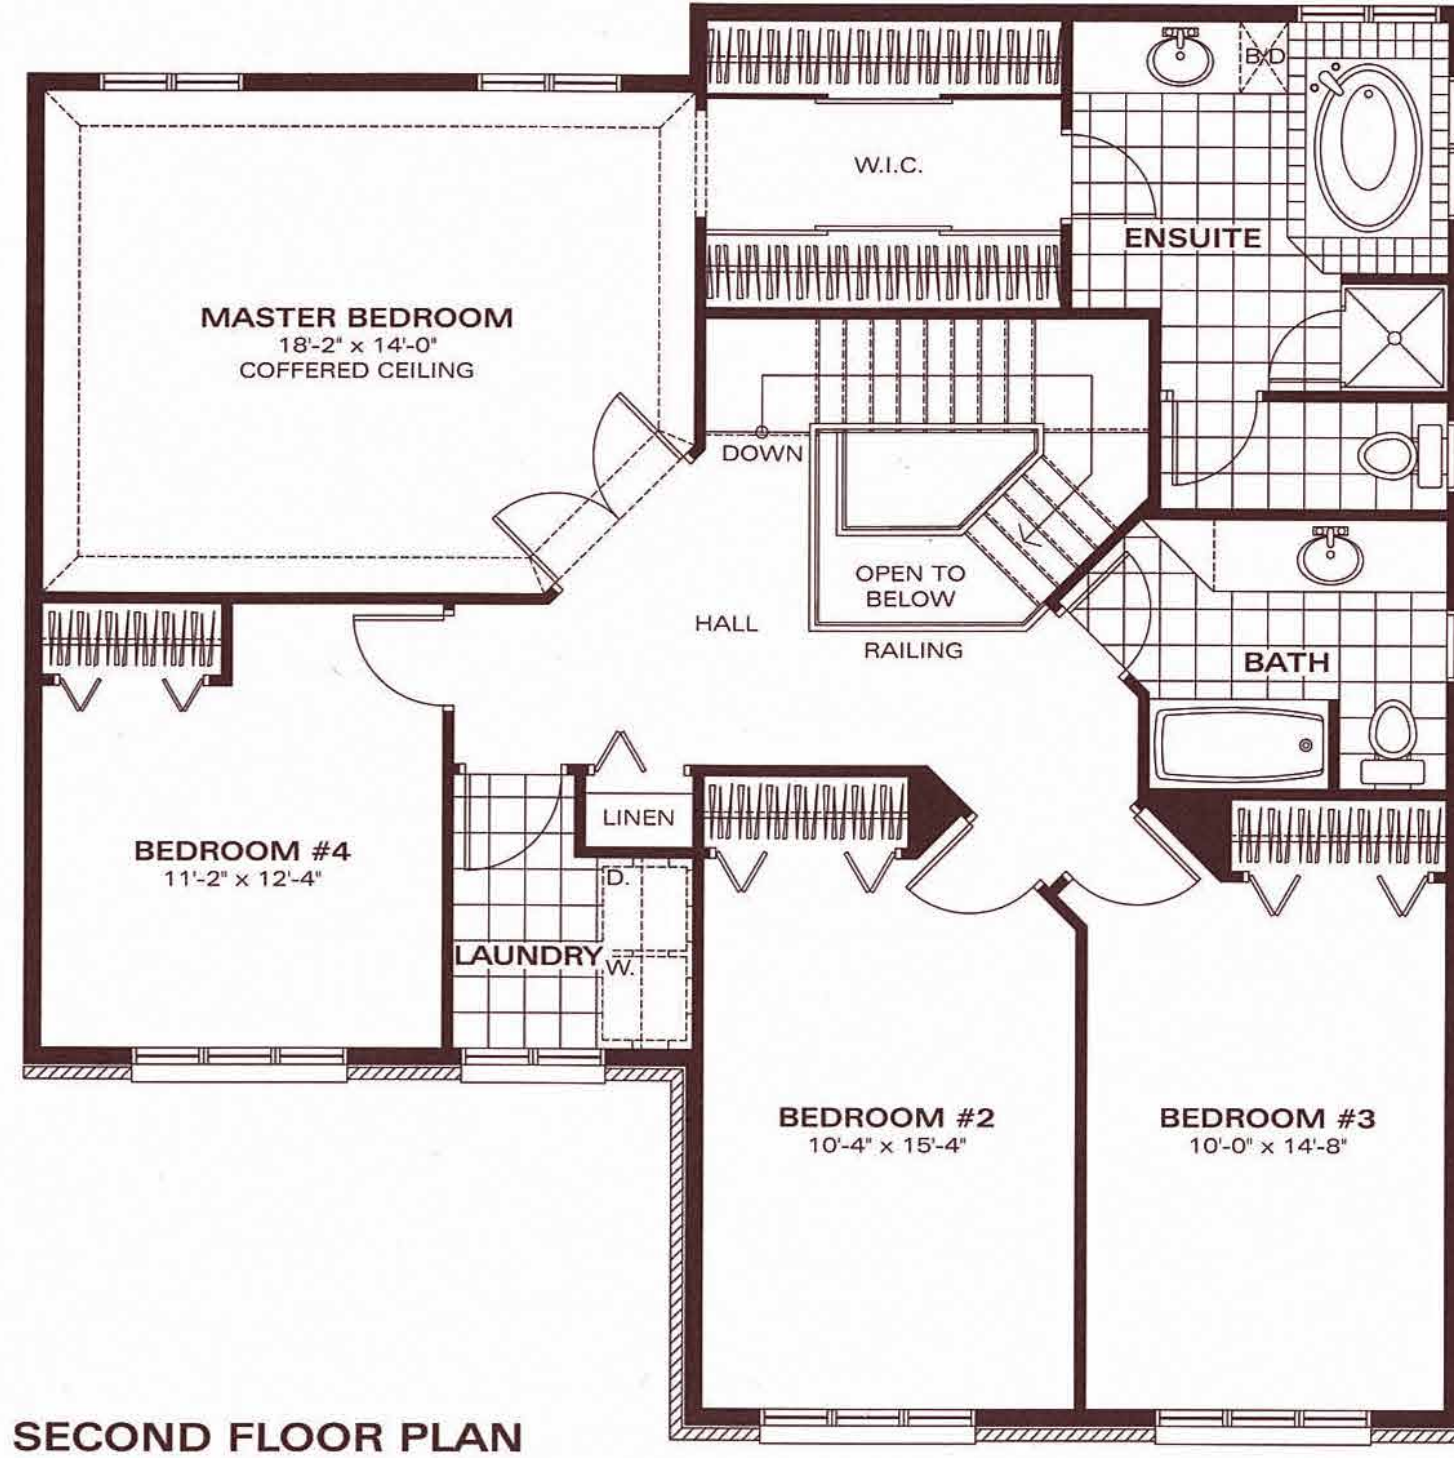 B/D
W.I.C.
ENSUITE
MASTER BEDROOM
18'-2" x 14'-0"
COFFERED CEILING
DOWN
OPEN TO
BELOW
HALL
RAILING
BATH
LINEN
BEDROOM #4
11'-2" x 12'-4"
D.
LAUNDRY
W.
BEDROOM #2
10'-4" x 15'-4"
BEDROOM #3
10'-0" x 14'-8"
SECOND FLOOR PLAN